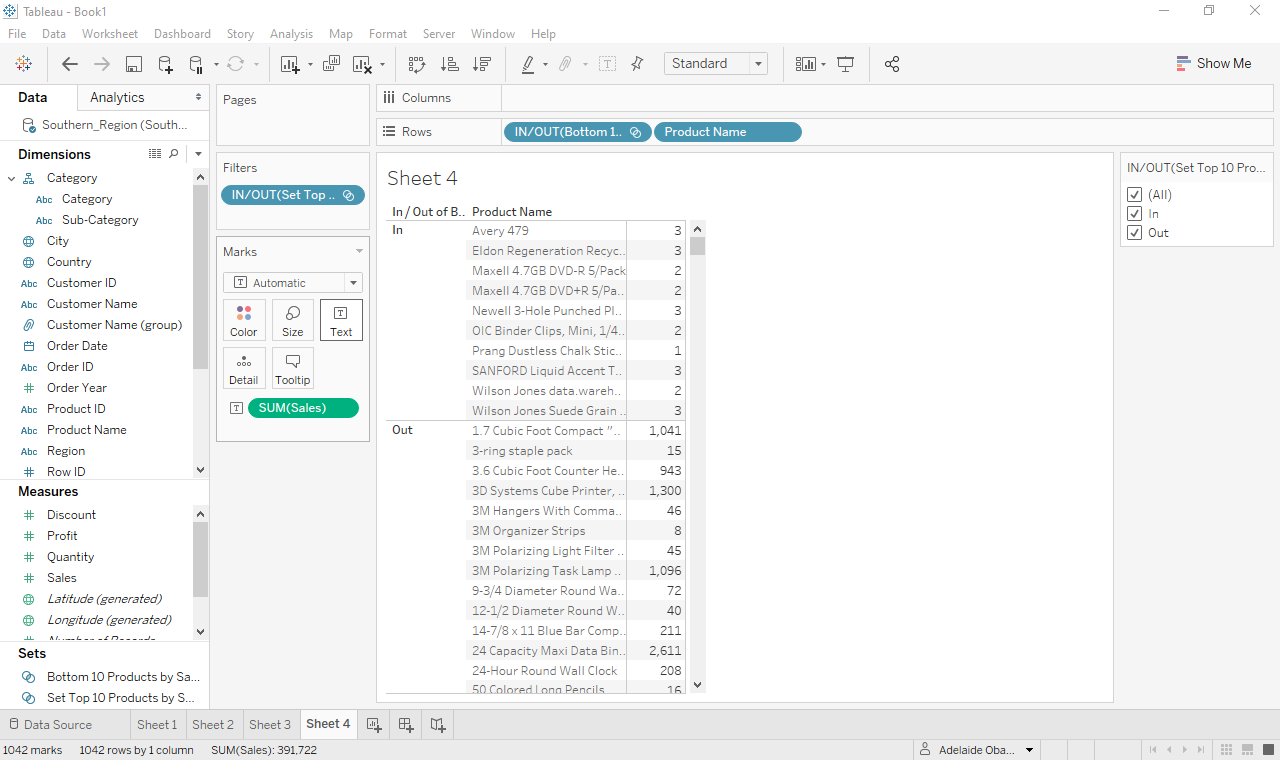 Tableau - Book1
File Data Worksheet Dashboard Story Analysis Map Format Server Window Help
Standard
Show Me
Data Analytics
Southern_Region (South...
Dimensions
Category
Abc Category
Abc Sub-Category
City
Country
Abc Customer ID
Abc Customer Name
Customer Name (group)
Order Date
Abc Order ID
# Order Year
Abc Product ID
Abc Product Name
Abc Region
# Row ID
Measures
# Discount
# Profit
# Quantity
# Sales
Latitude (generated)
Longitude (generated)
# Number of Records
Sets
Bottom 10 Products by Sa...
Set Top 10 Products by S...
Pages
Filters
IN/OUT(Set Top ..
Marks
T Automatic
Color Size Text
Detail Tooltip
T SUM(Sales)
Columns
Rows IN/OUT(Bottom 1.. Product Name
Sheet 4
In / Out of B.. Product Name
In Avery 479 3
Eldon Regeneration Recyc.. 3
Maxell 4.7GB DVD-R 5/Pack 2
Maxell 4.7GB DVD+R 5/Pa.. 2
Newell 3-Hole Punched Pl.. 3
OIC Binder Clips, Mini, 1/4.. 2
Prang Dustless Chalk Stic.. 1
SANFORD Liquid Accent T.. 3
Wilson Jones data.wareh.. 2
Wilson Jones Suede Grain .. 3
Out 1.7 Cubic Foot Compact ".. 1,041
3-ring staple pack 15
3.6 Cubic Foot Counter He.. 943
3D Systems Cube Printer, .. 1,300
3M Hangers With Comma.. 46
3M Organizer Strips 8
3M Polarizing Light Filter .. 45
3M Polarizing Task Lamp .. 1,096
9-3/4 Diameter Round Wa.. 72
12-1/2 Diameter Round W.. 40
14-7/8 x 11 Blue Bar Comp.. 211
24 Capacity Maxi Data Bin.. 2,611
24-Hour Round Wall Clock 208
50 Colored Long Pencils 16
IN/OUT(Set Top 10 Pro...
(All)
In
Out
Data Source Sheet 1 Sheet 2 Sheet 3 Sheet 4
1042 marks 1042 rows by 1 column SUM(Sales): 391,722 Adelaide Oba...